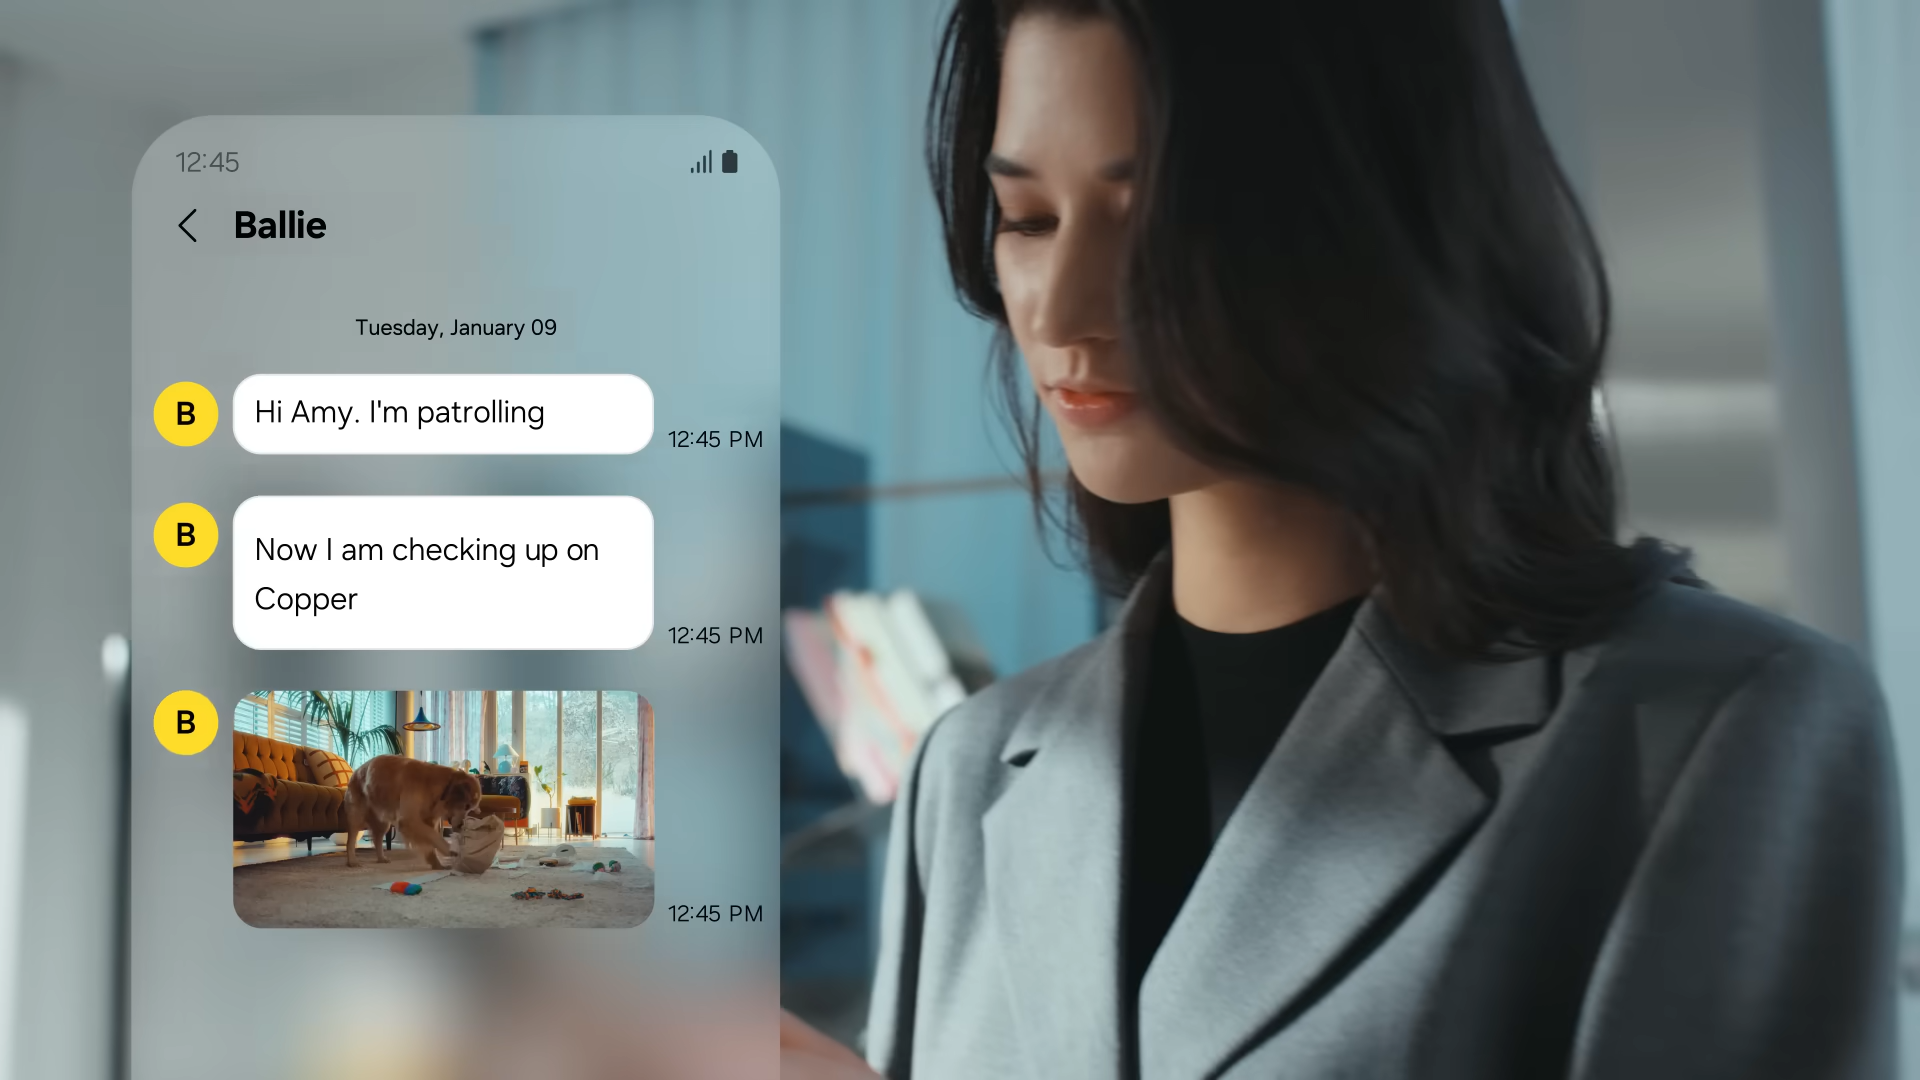 12:45
Ballie
Tuesday, January 09
B
Hi Amy. I'm patrolling
12:45 PM
B
Now I am checking up on
Copper
12:45 PM
B
12:45 PM